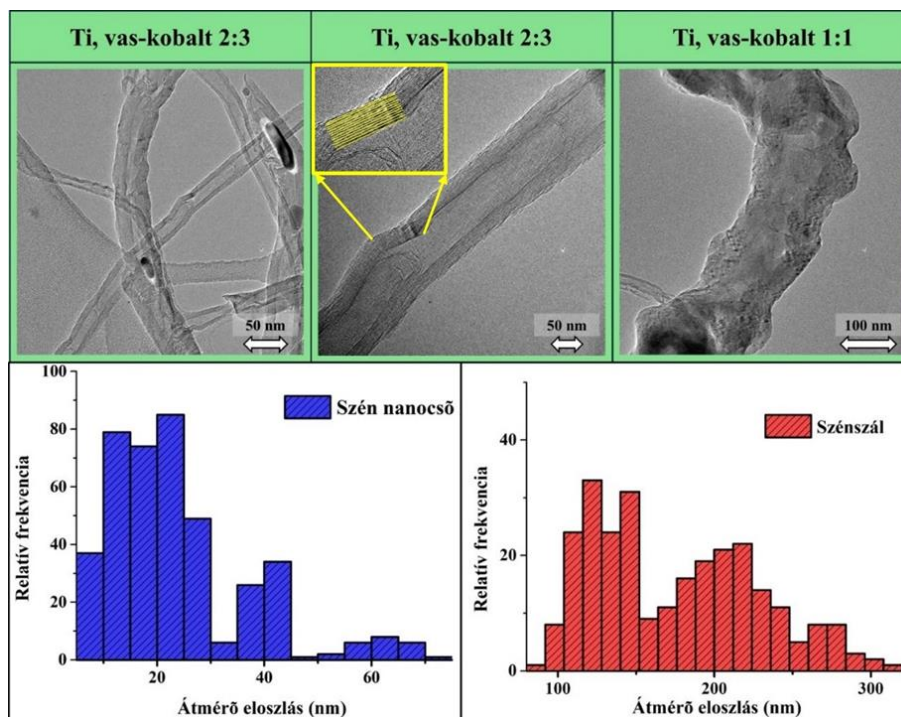 Ti, vas-kobalt 2:3
Ti, vas-kobalt 2:3
Ti, vas-kobalt 1:1
50 nm
50 nm
100 nm
100
80
60
40
20
0
Relatív frekvencia
Szén nanocsõ
20
40
60
Átmérõ eloszlás (nm)
40
20
0
Relatív frekvencia
Szénszál
100
200
300
Átmérõ eloszlás (nm)